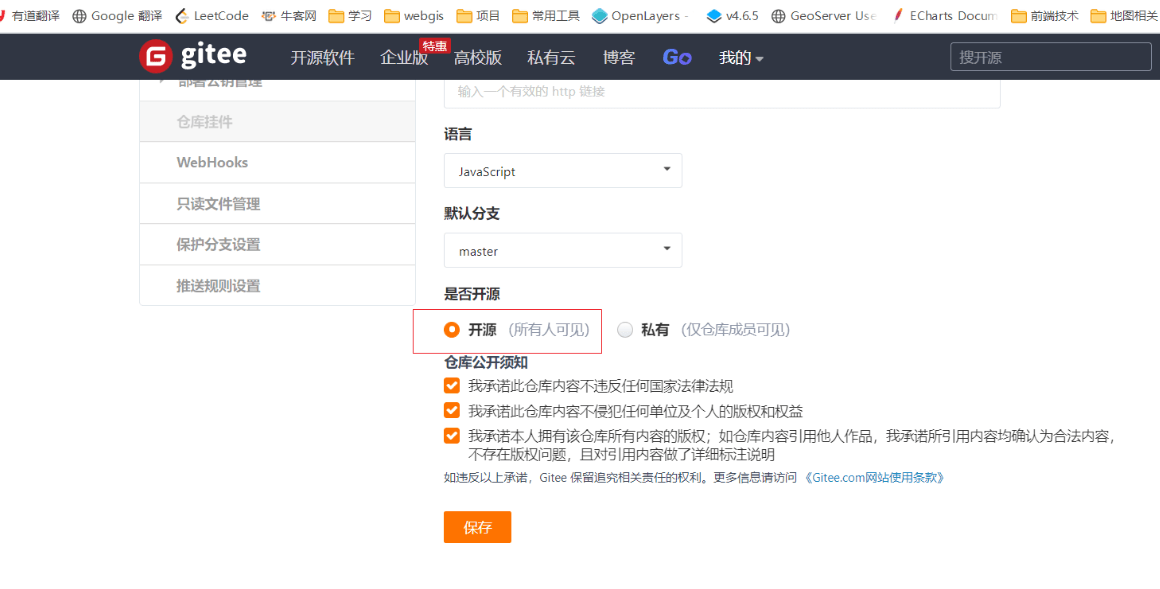 有道翻译 Google 翻译 LeetCode 牛客网 学习 webgis 项目 常用工具 OpenLayers - v4.6.5 GeoServer Use ECharts Docum 前端技术 地图相关
gitee 开源软件 企业版 特惠 高校版 私有云 博客 Go 我的 搜开源
部署公钥管理
输入一个有效的 http 链接
仓库挂件
语言
WebHooks
JavaScript
只读文件管理
默认分支
保护分支设置
master
推送规则设置
是否开源
开源 (所有人可见) 私有 (仅仓库成员可见)
仓库公开须知
我承诺此仓库内容不违反任何国家法律法规
我承诺此仓库内容不侵犯任何单位及个人的版权和权益
我承诺本人拥有该仓库所有内容的版权；如仓库内容引用他人作品，我承诺所引用内容均确认为合法内容，
不存在版权问题，且对引用内容做了详细标注说明
如违反以上承诺，Gitee 保留追究相关责任的权利。更多信息请访问 《Gitee.com网站使用条款》
保存